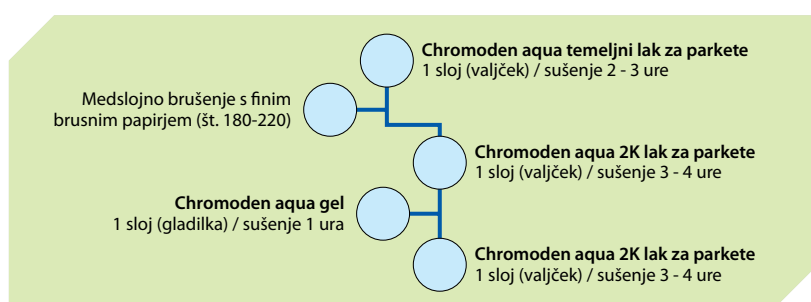 Chromoden aqua temeljni lak za parkete
1 sloj (valjček) / sušenje 2 - 3 ure
Medslojno brušenje s finim
brusnim papirjem (št. 180-220)
Chromoden aqua 2K lak za parkete
1 sloj (valjček) / sušenje 3 - 4 ure
Chromoden aqua gel
1 sloj (gladilka) / sušenje 1 ura
Chromoden aqua 2K lak za parkete
1 sloj (valjček) / sušenje 3 - 4 ure